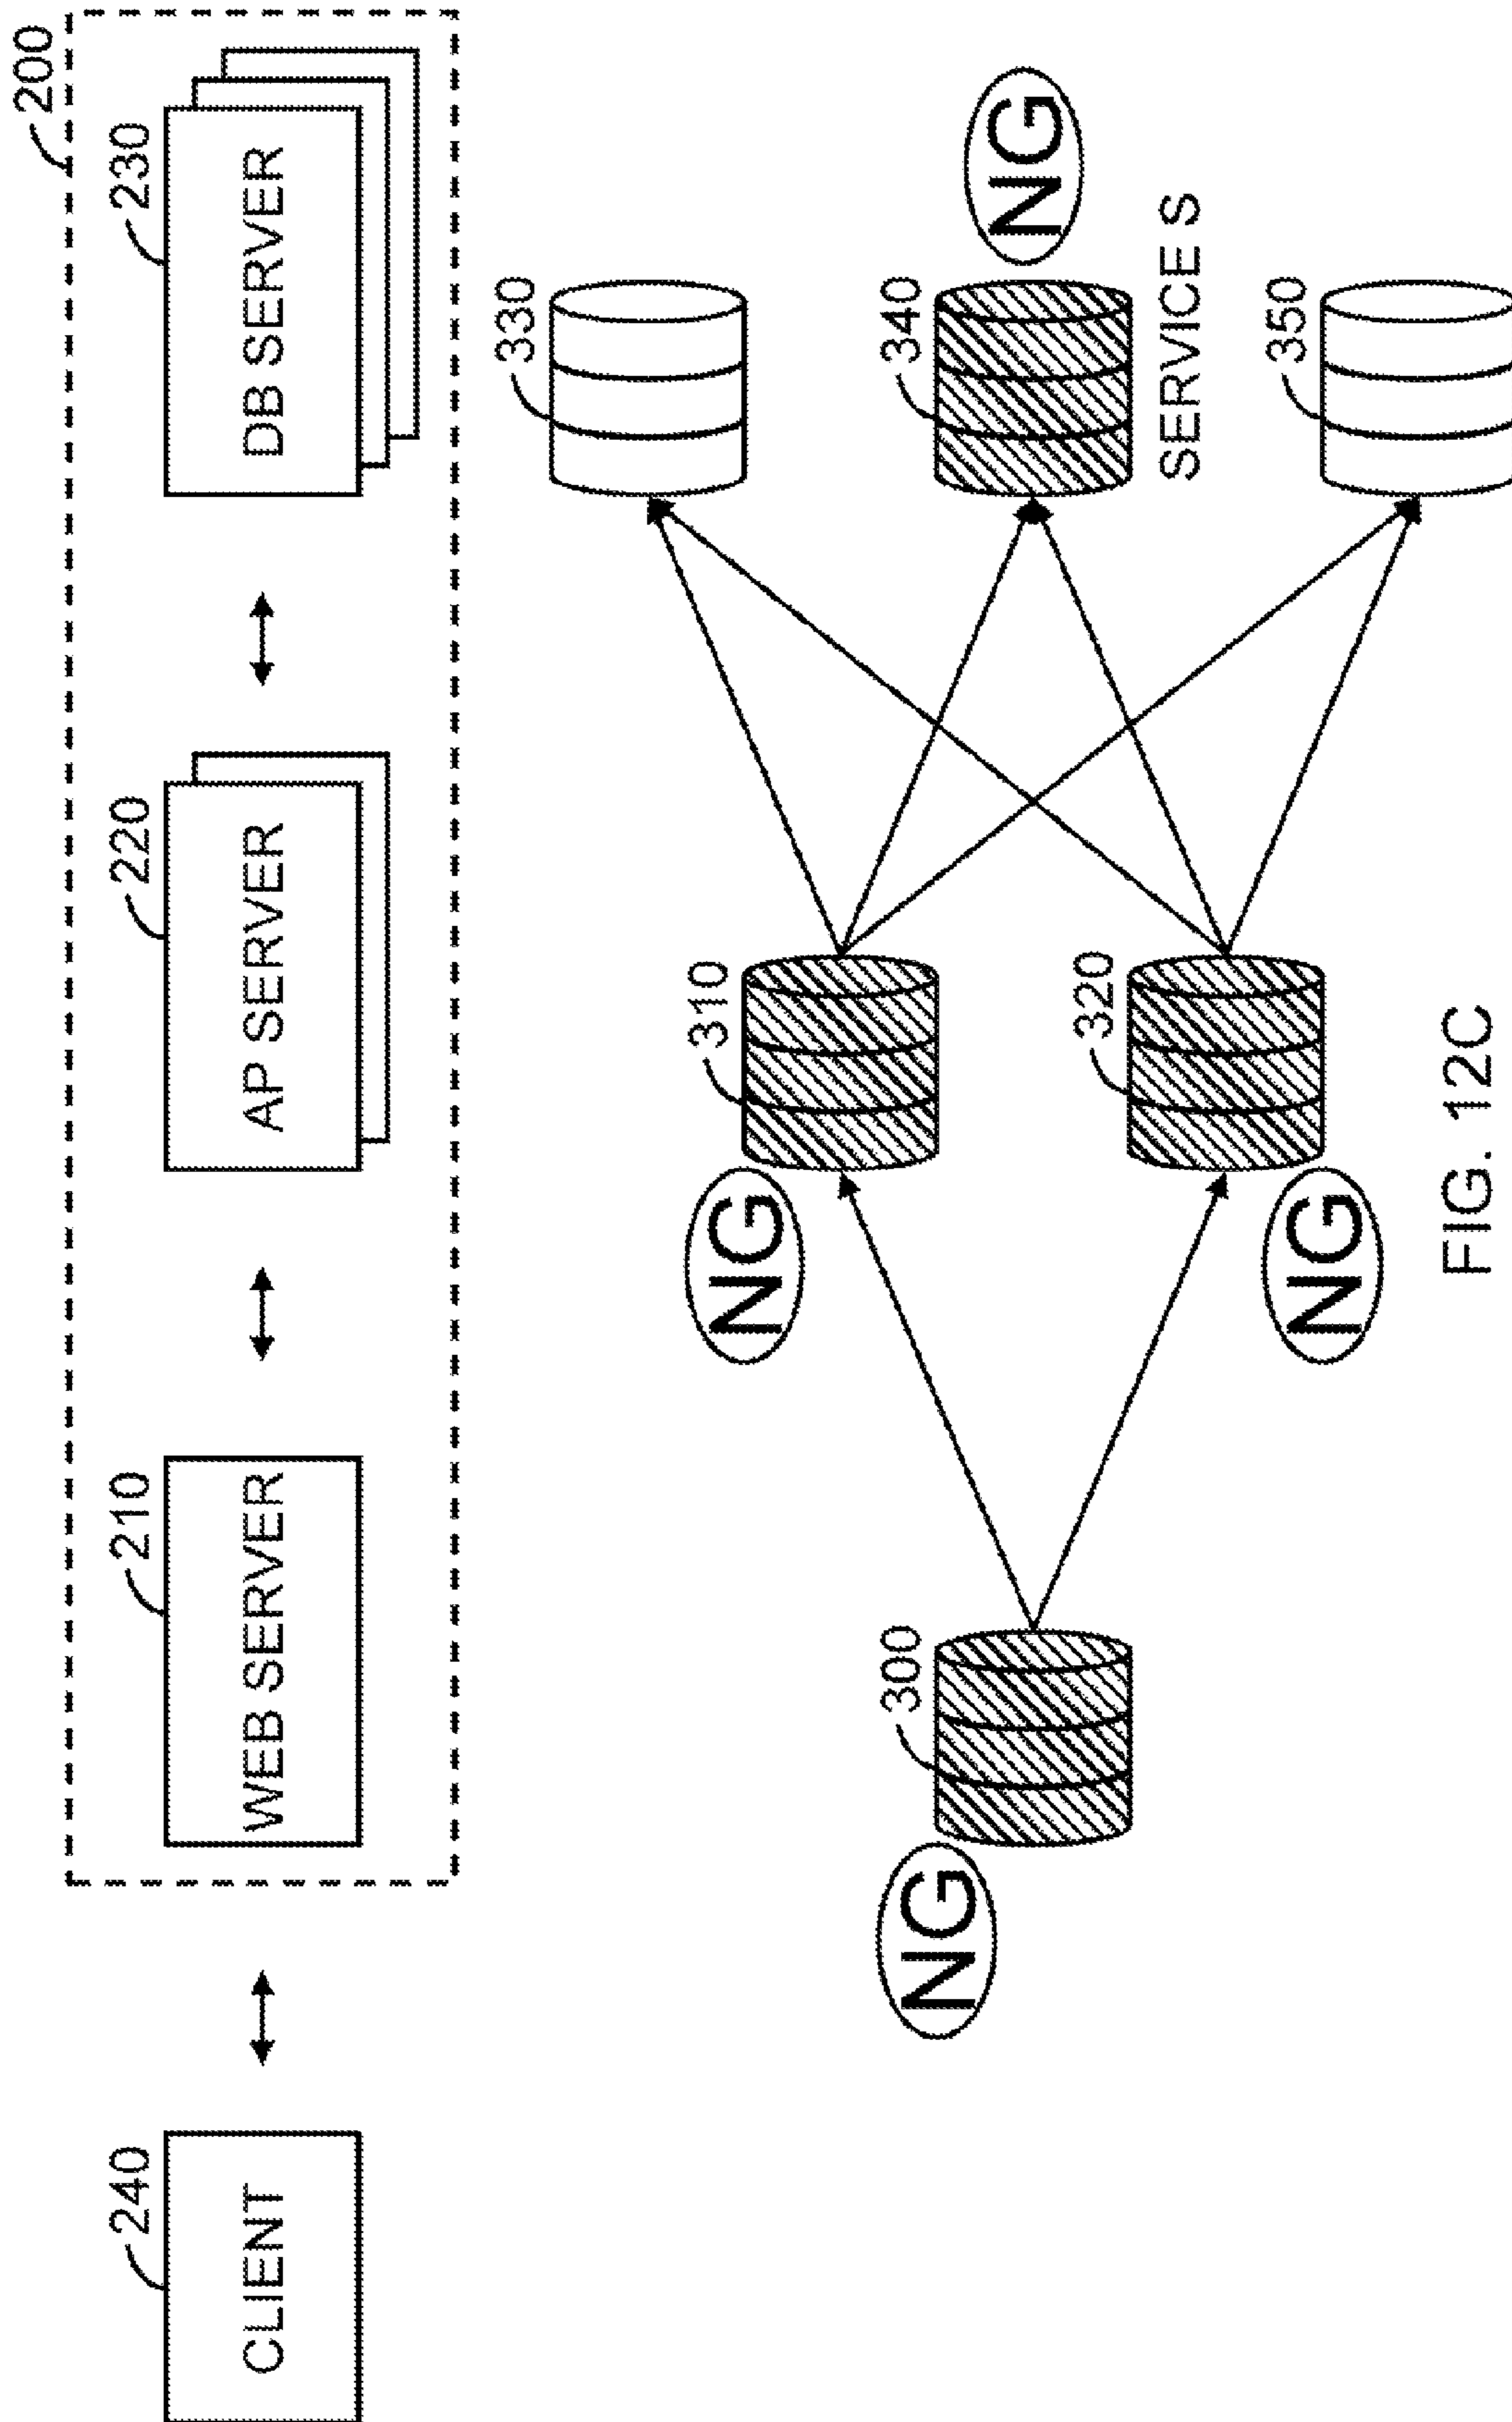 200
240
210
220
230
CLIENT
WEB SERVER
AP SERVER
DB SERVER
330
310
300
340
NG
NG
NG
SERVICE S
320
350
NG
FIG. 12C